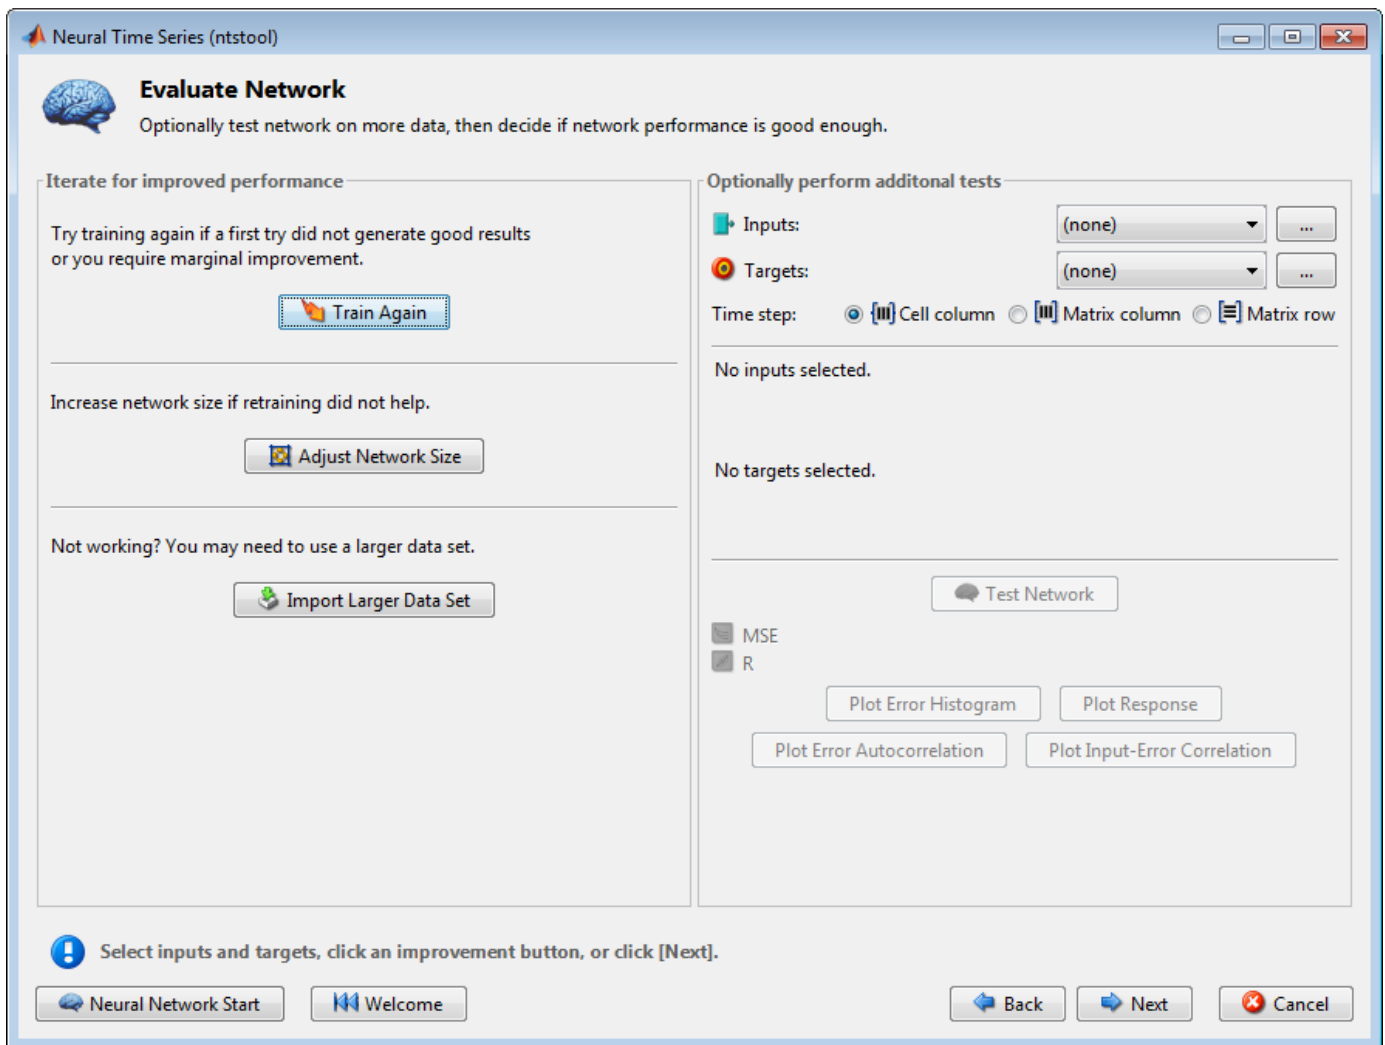 Neural Time Series (ntstool)
Evaluate Network
Optionally test network on more data, then decide if network performance is good enough.
Iterate for improved performance
Try training again if a first try did not generate good results
or you require marginal improvement.
Train Again
Increase network size if retraining did not help.
Adjust Network Size
Not working? You may need to use a larger data set.
Import Larger Data Set
Optionally perform additonal tests
Inputs: (none) ...
Targets: (none) ...
Time step: Cell column Matrix column Matrix row
No inputs selected.
No targets selected.
Test Network
MSE
R
Plot Error Histogram Plot Response
Plot Error Autocorrelation Plot Input-Error Correlation
Select inputs and targets, click an improvement button, or click [Next].
Neural Network Start Welcome Back Next Cancel